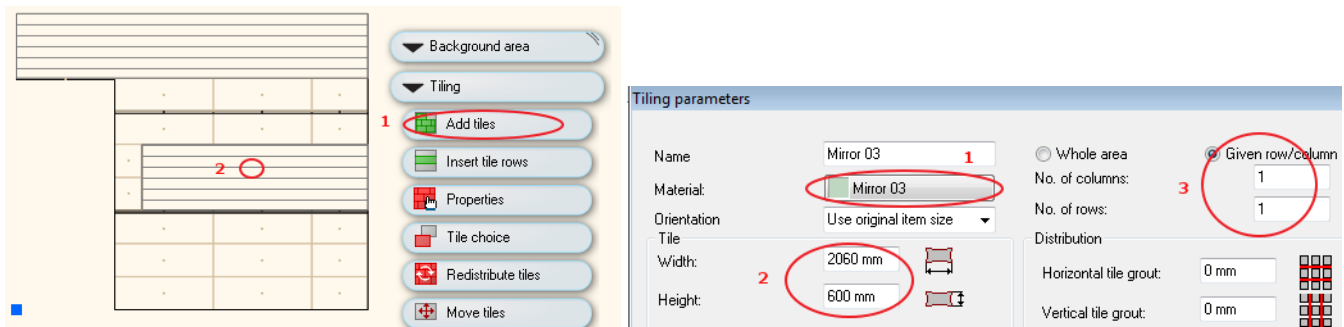 Background area
Tiling
1
Add tiles
Insert tile rows
2
Properties
Tile choice
Redistribute tiles
Move tiles
Tiling parameters
Name Mirror 03 1
Material: Mirror 03
Orientation Use original item size
Tile
Width: 2060 mm
2
Height: 600 mm
Whole area Given row/column
No. of columns: 1
3
No. of rows: 1
Distribution
Horizontal tile grout: 0 mm
Vertical tile grout: 0 mm